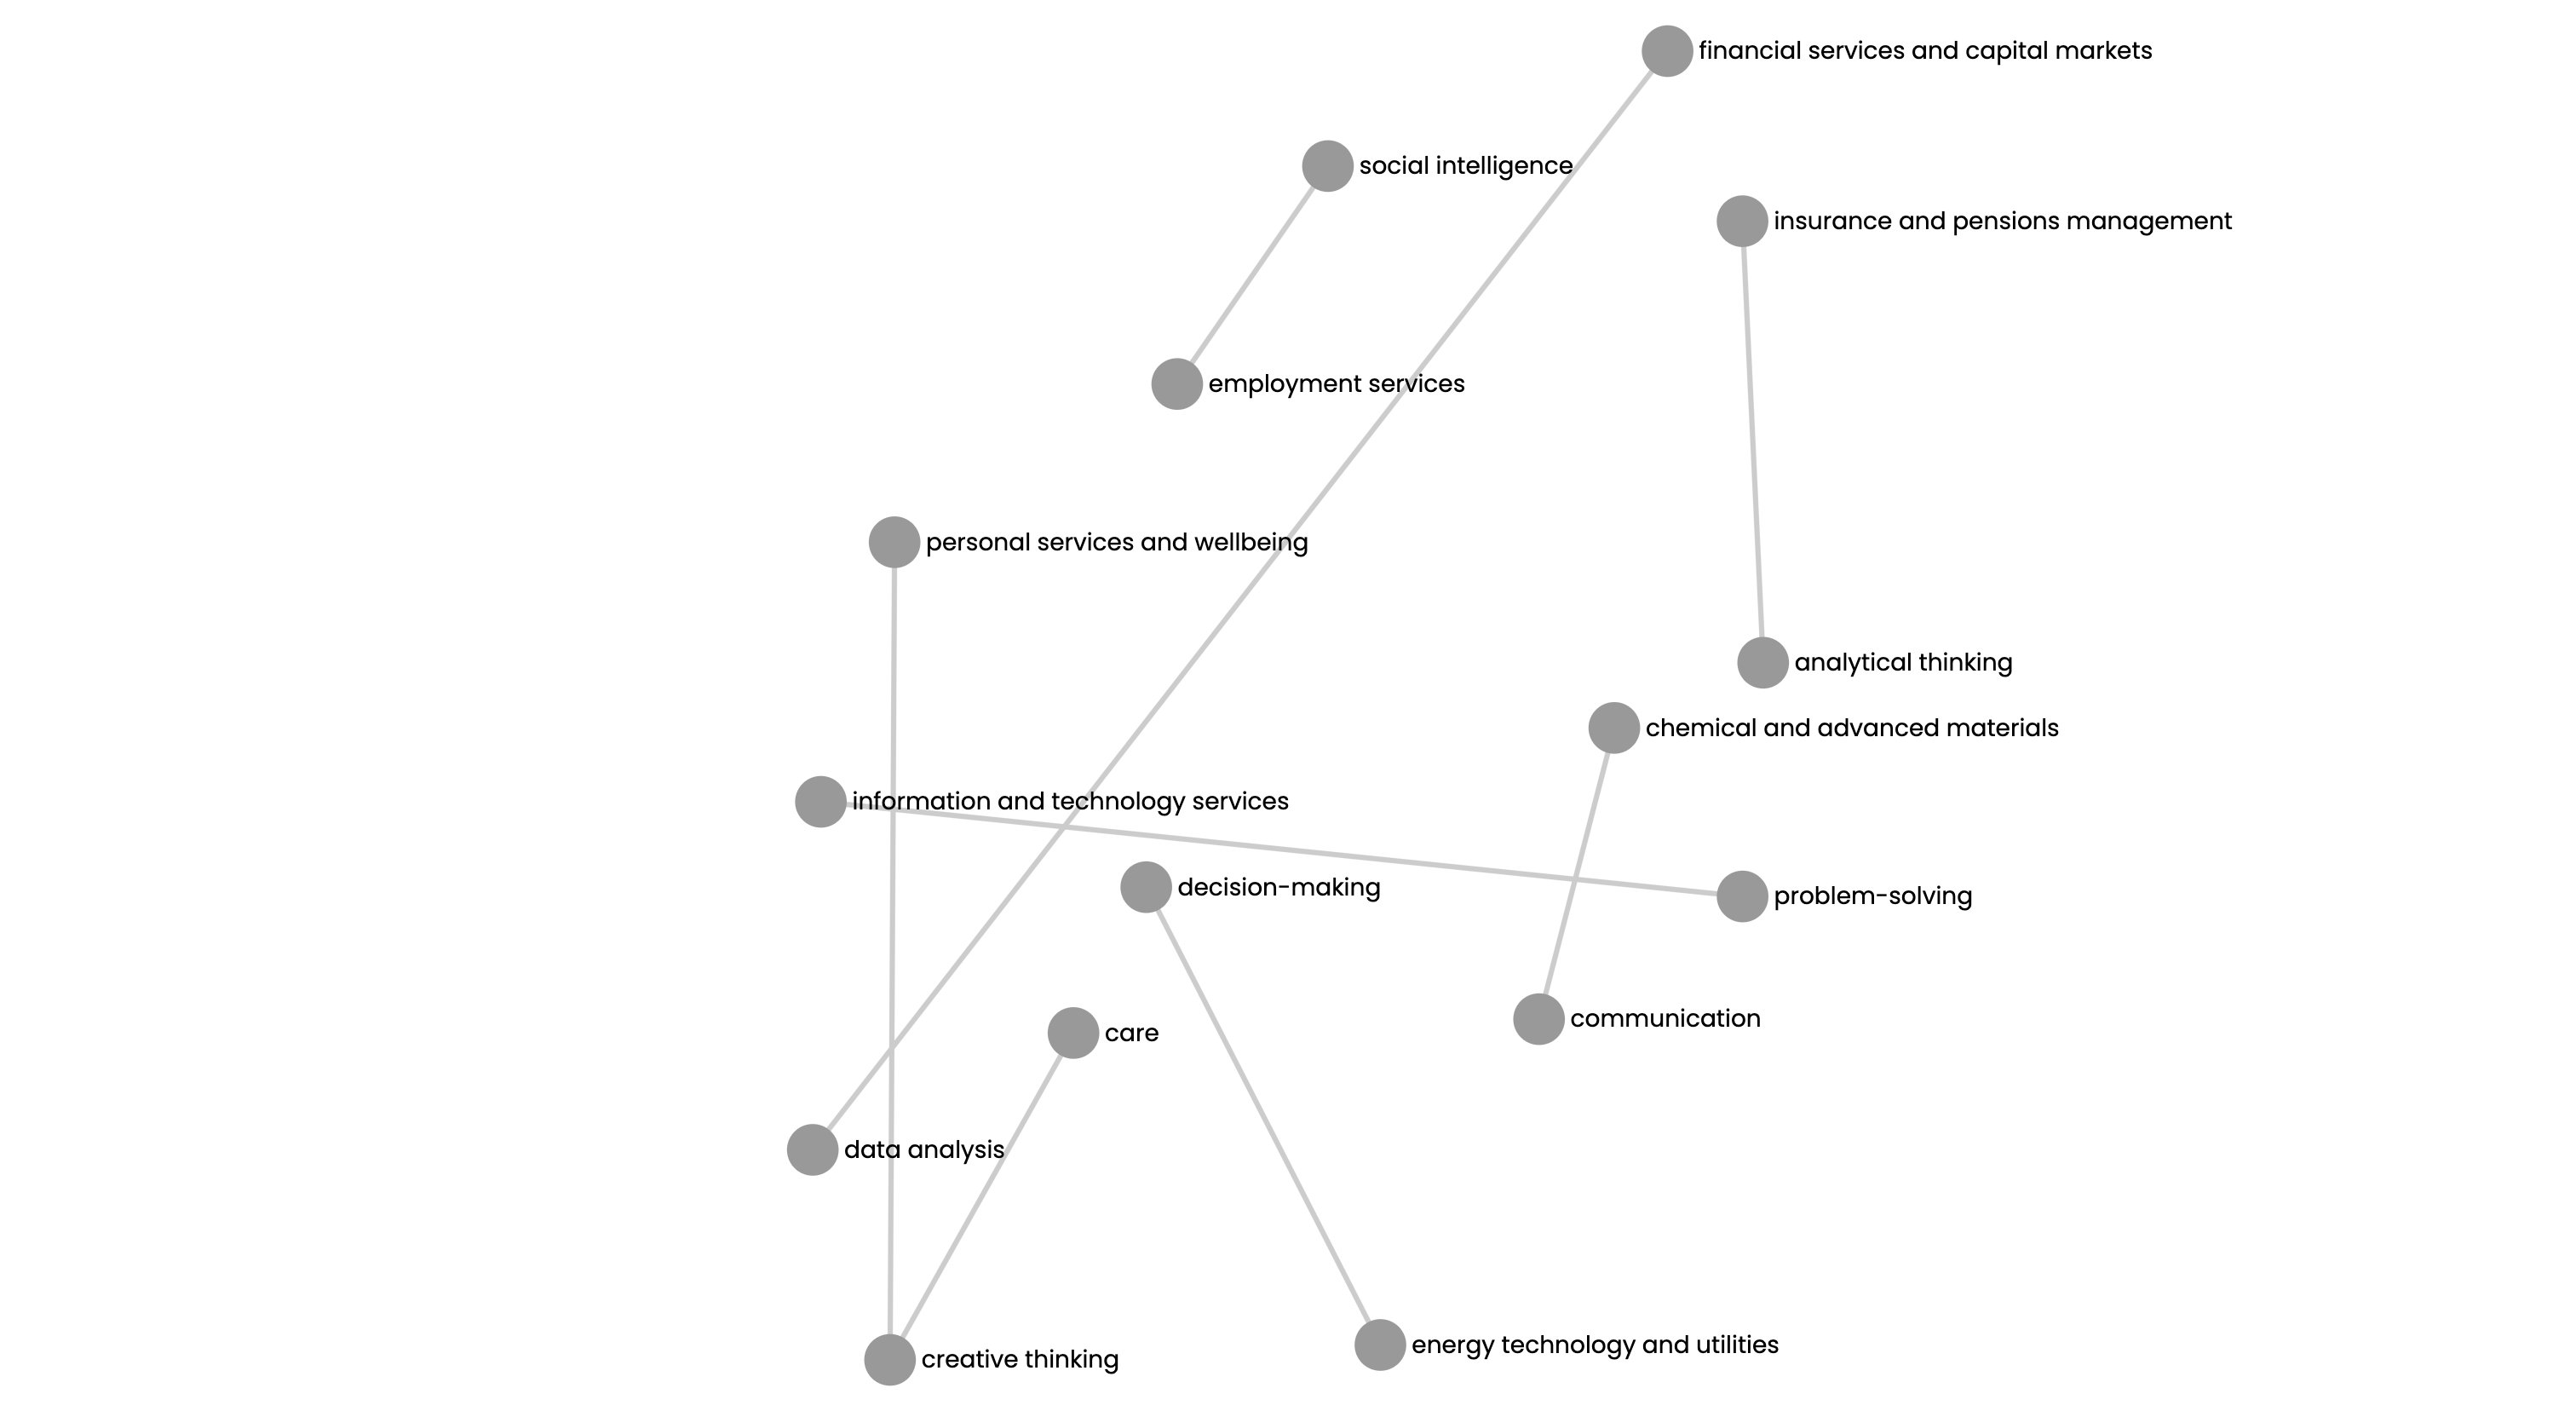 financial services and capital markets
social intelligence
insurance and pensions management
employment services
personal services and wellbeing
analytical thinking
chemical and advanced materials
information and technology services
decision-making
problem-solving
communication
care
data analysis
energy technology and utilities
creative thinking